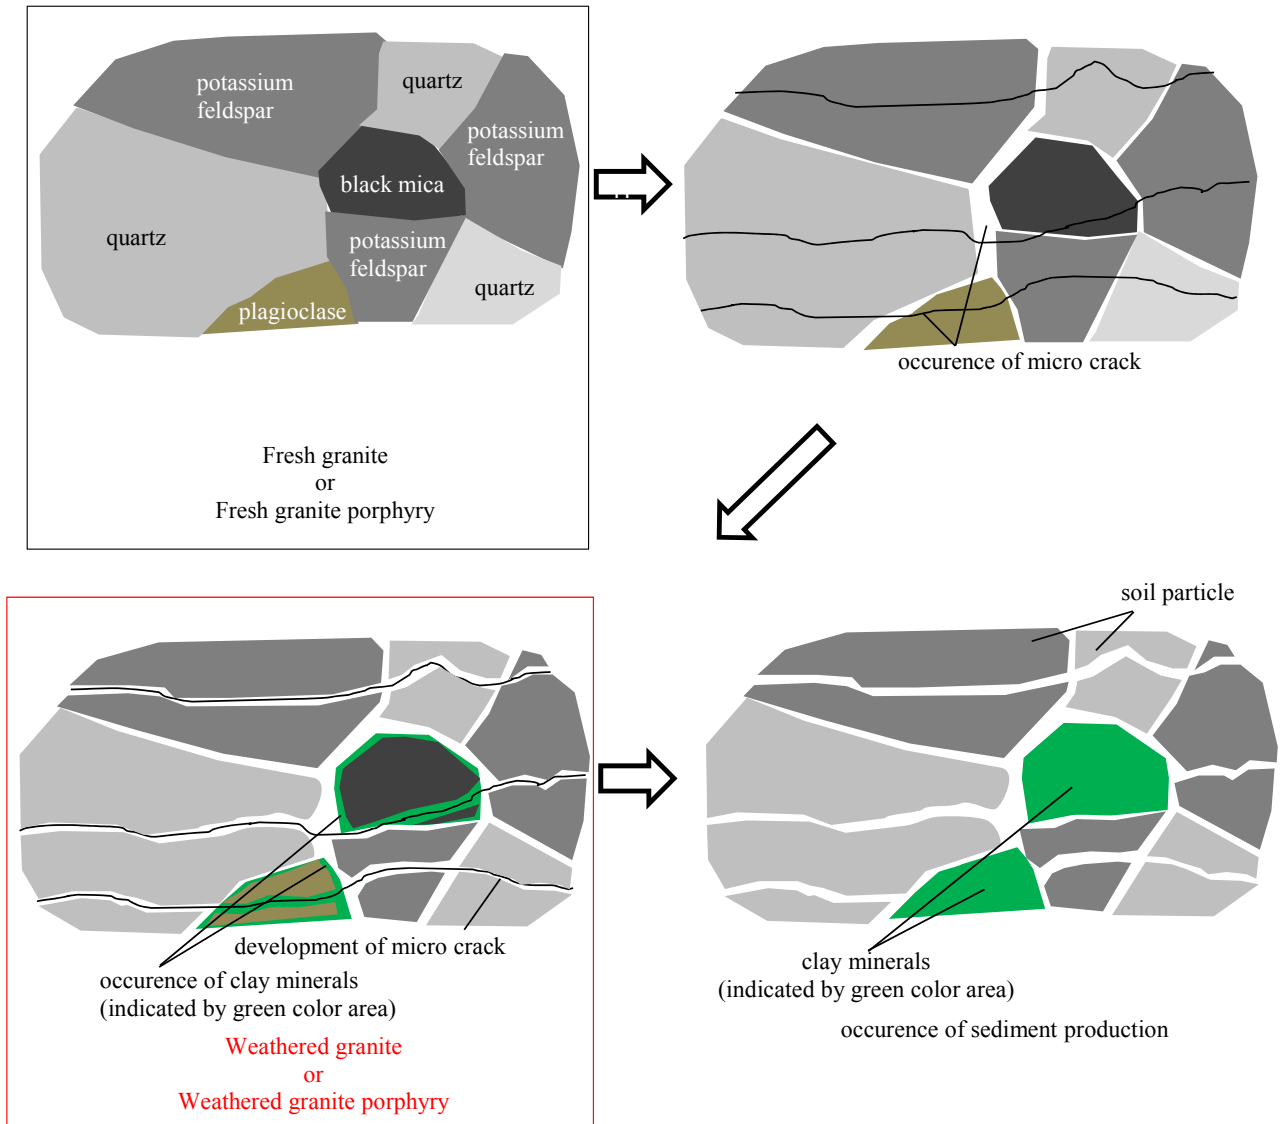 potassium
feldspar
quartz
potassium
feldspar
black mica
quartz
potassium
feldspar
quartz
plagioclase
Fresh granite
or
Fresh granite porphyry
occurence of micro crack
soil particle
development of micro crack
occurence of clay minerals
(indicated by green color area)
Weathered granite
or
Weathered granite porphyry
clay minerals
(indicated by green color area)
occurence of sediment production